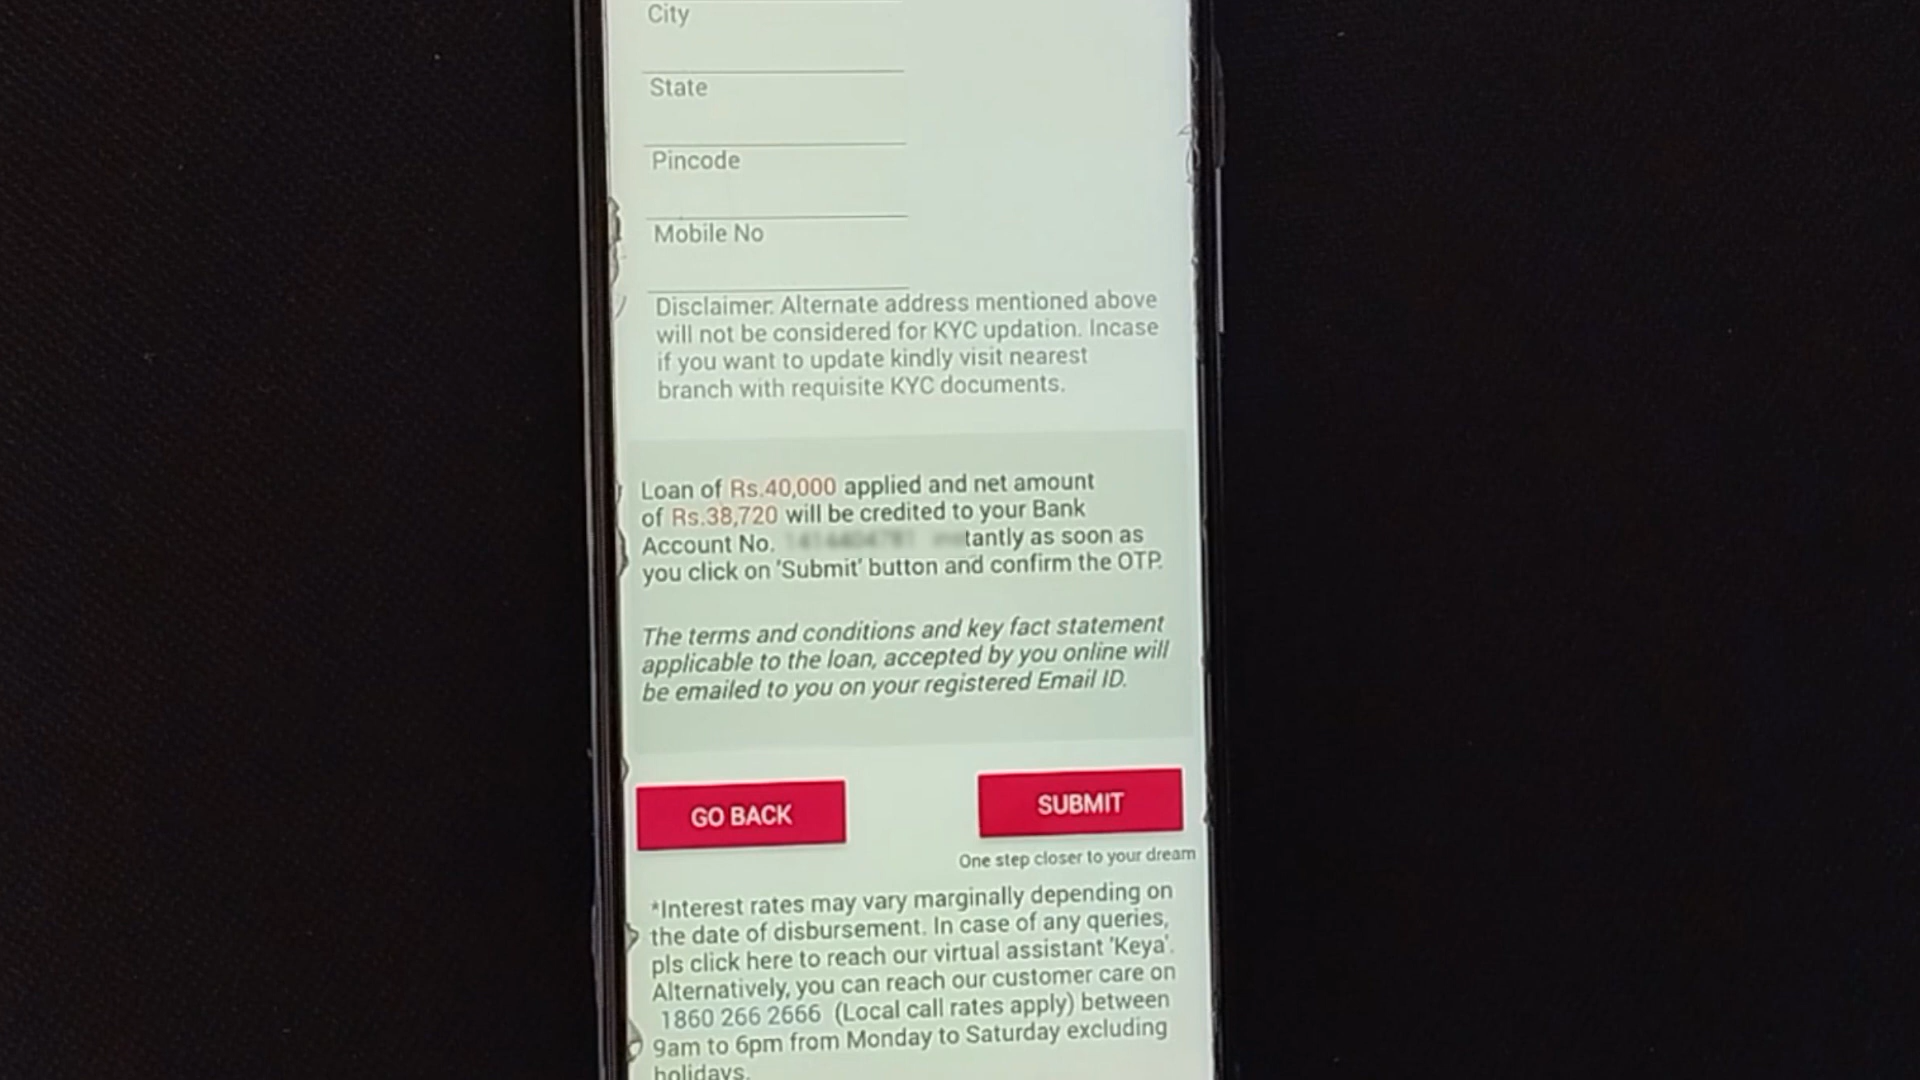 City
State
Pincode
Mobile No
Disclaimer: Alternate address mentioned above
will not be considered for KYC updation. Incase
if you want to update kindly visit nearest
branch with requisite KYC documents.
Loan of Rs.40,000 applied and net amount
of Rs.38,720 will be credited to your Bank
Account No. tantly as soon as
you click on 'Submit' button and confirm the OTP.
The terms and conditions and key fact statement
applicable to the loan, accepted by you online will
be emailed to you on your registered Email ID.
GO BACK
SUBMIT
One step closer to your dream
*Interest rates may vary marginally depending on
the date of disbursement. In case of any queries,
pls click here to reach our virtual assistant 'Keya'.
Alternatively, you can reach our customer care on
1860 266 2666 (Local call rates apply) between
9am to 6pm from Monday to Saturday excluding
holidays.